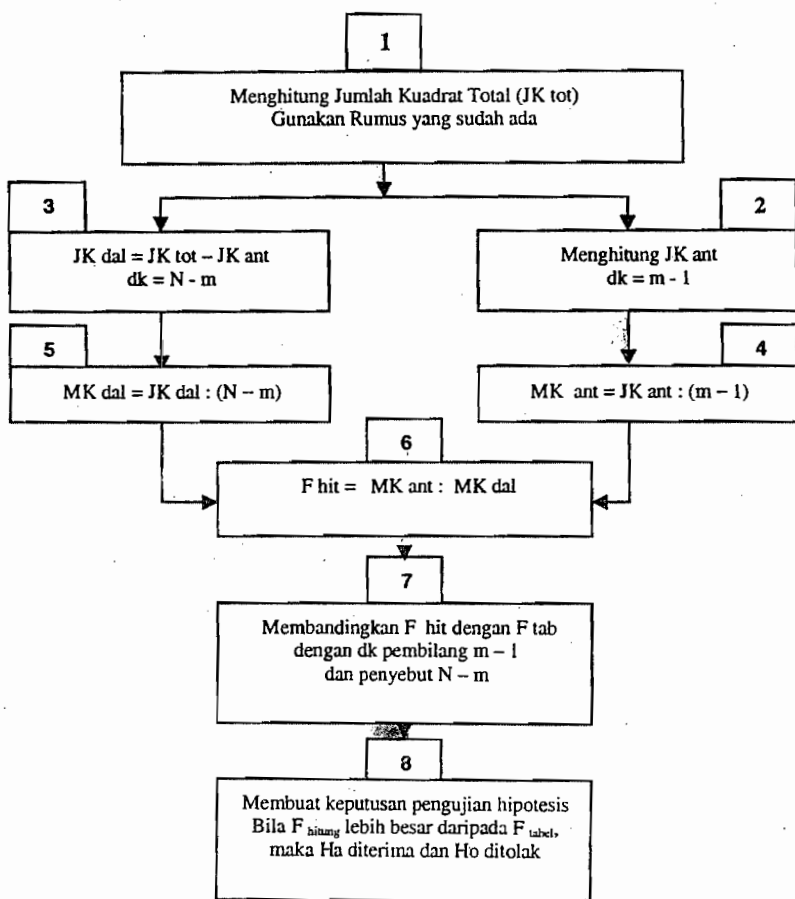 1
Menghitung Jumlah Kuadrat Total (JK tot)
Gunakan Rumus yang sudah ada
3
JK dal = JK tot – JK ant
dk = N - m
2
Menghitung JK ant
dk = m - 1
5
MK dal = JK dal : (N – m)
4
MK ant = JK ant : (m – 1)
6
F hit = MK ant : MK dal
7
Membandingkan F hit dengan F tab
dengan dk pembilang m – 1
dan penyebut N – m
8
Membuat keputusan pengujian hipotesis
Bila F hitung lebih besar daripada F tabel,
maka Ha diterima dan Ho ditolak